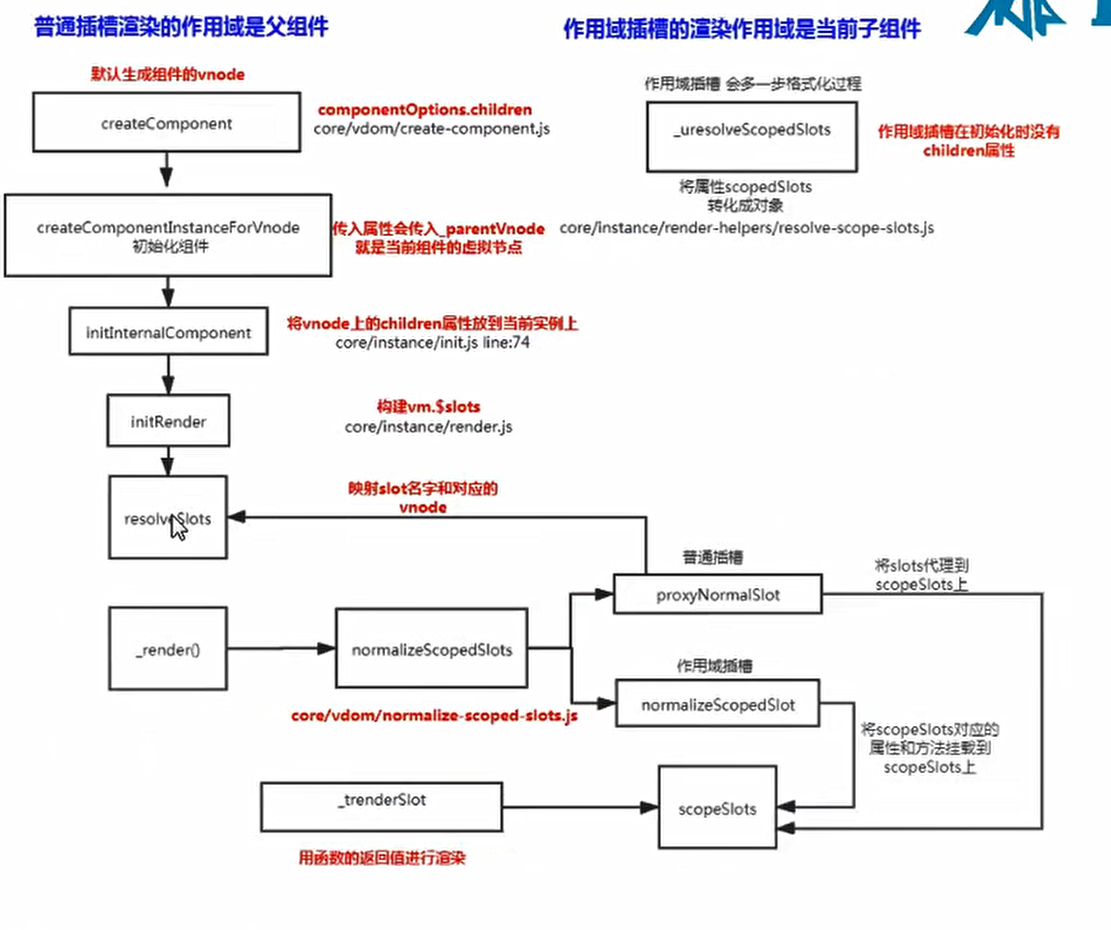 普通插槽渲染的作用域是父组件
作用域插槽的渲染作用域是当前子组件
默认生成组件的vnode
createComponent
componentOptions.children
core/vdom/create-component.js
作用域插槽 会多一步格式化过程
_uresolveScopedSlots
作用域插槽在初始化时没有
children属性
将属性scopedSlots
转化成对象
core/instance/render-helpers/resolve-scope-slots.js
createComponentInstanceForVnode
初始化组件
传入属性会传入_parentVnode
就是当前组件的虚拟节点
initInternalComponent
将vnode上的children属性放到当前实例上
core/instance/init.js line:74
initRender
构建vm.$slots
core/instance/render.js
resolveSlots
映射slot名字和对应的
vnode
普通插槽
proxyNormalSlot
将slots代理到
scopeSlots上
_render()
normalizeScopedSlots
core/vdom/normalize-scoped-slots.js
作用域插槽
normalizeScopedSlot
将scopeSlots对应的
属性和方法挂载到
scopeSlots上
_trenderSlot
scopeSlots
用函数的返回值进行渲染